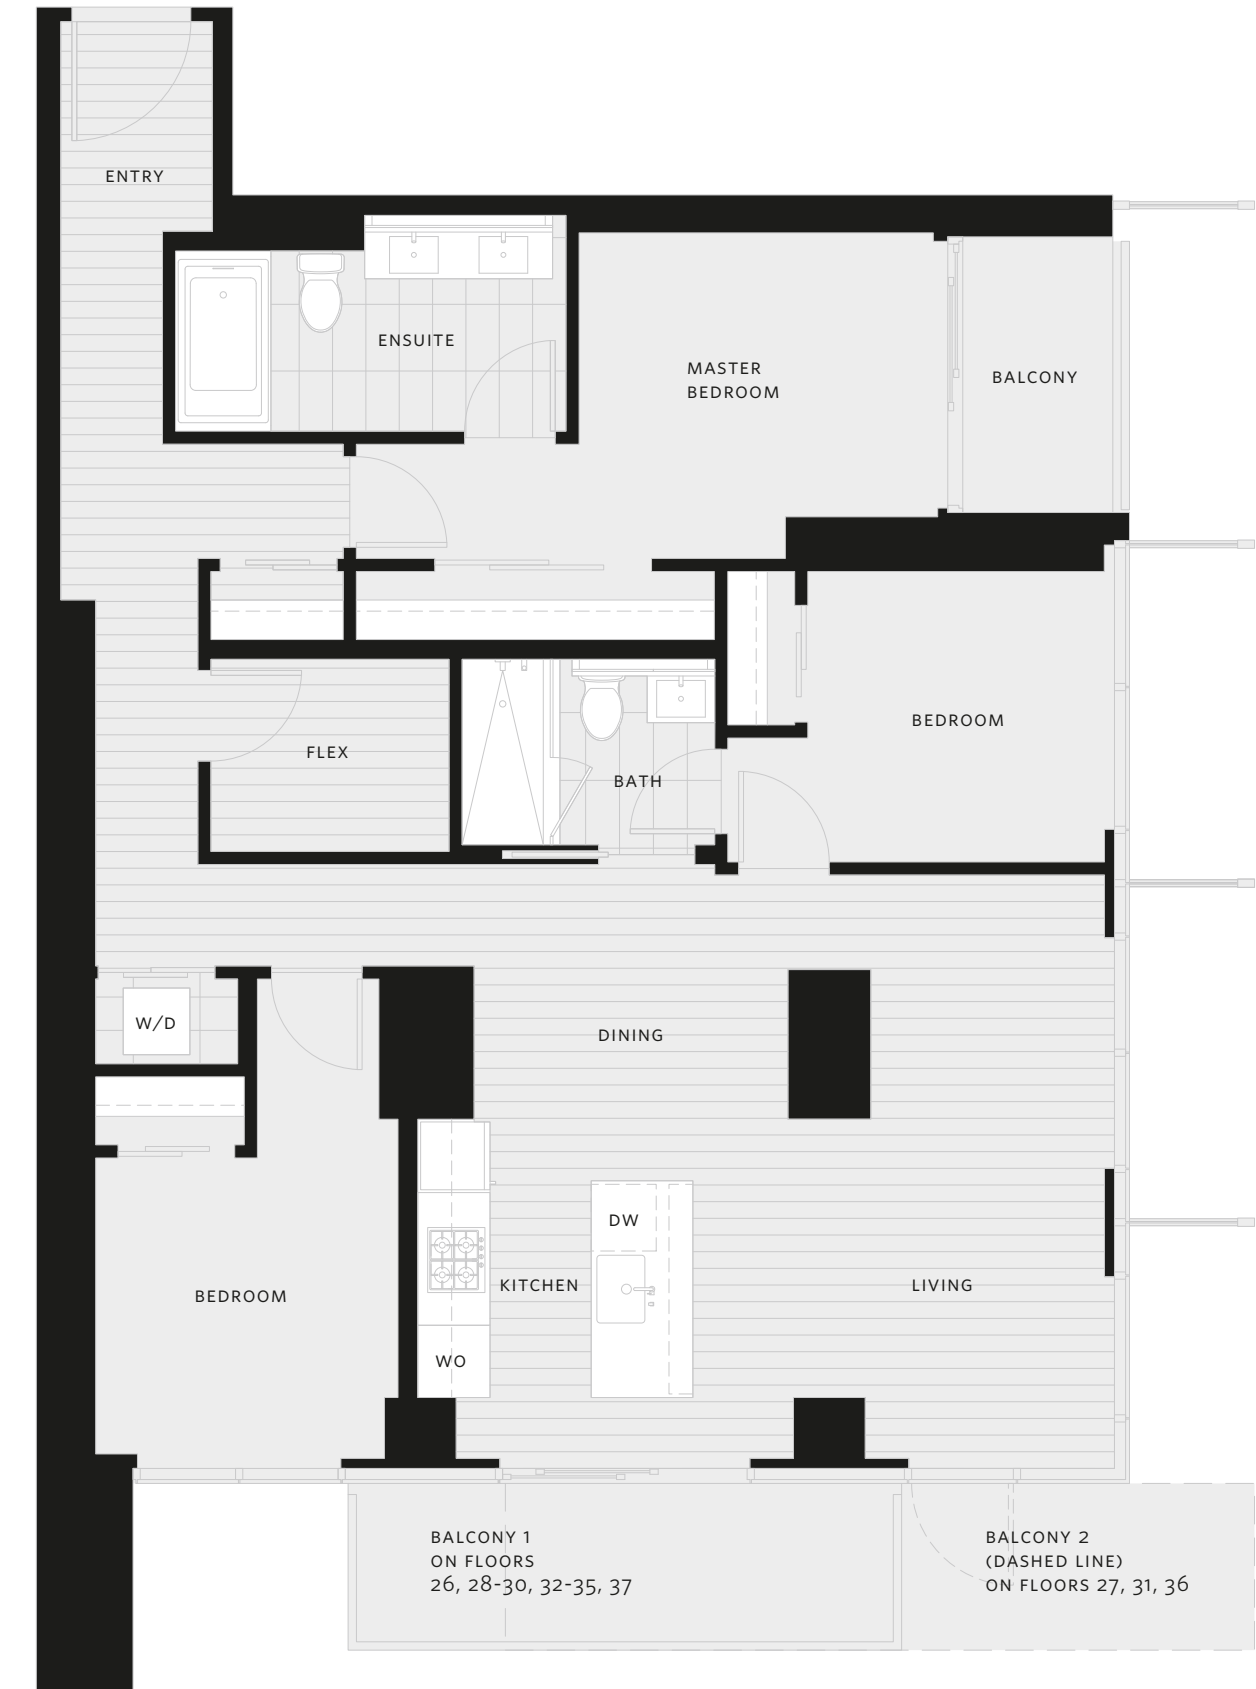 ENTRY
ENSUITE
MASTER
BEDROOM
BALCONY
BEDROOM
FLEX
BATH
W/D
DINING
DW
KITCHEN
LIVING
BEDROOM
WO
BALCONY 1
ON FLOORS
26, 28-30, 32-35, 37
BALCONY 2
(DASHED LINE)
ON FLOORS 27, 31, 36